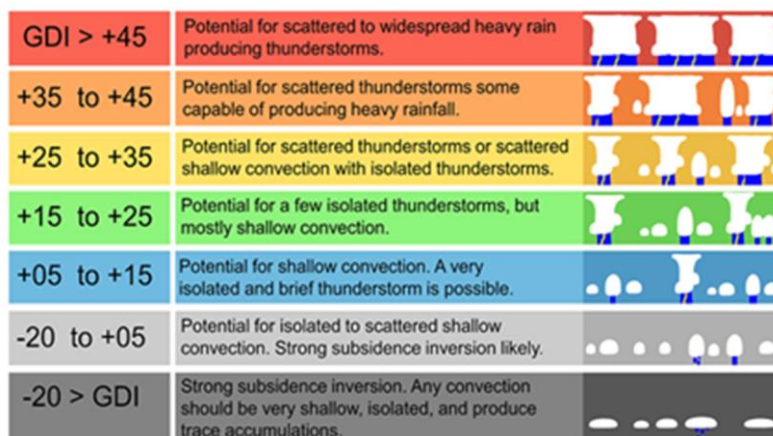 GDI > +45
Potential for scattered to widespread heavy rain
producing thunderstorms.
+35 to +45
Potential for scattered thunderstorms some
capable of producing heavy rainfall.
+25 to +35
Potential for scattered thunderstorms or scattered
shallow convection with isolated thunderstorms.
+15 to +25
Potential for a few isolated thunderstorms, but
mostly shallow convection.
+05 to +15
Potential for shallow convection. A very
isolated and brief thunderstorm is possible.
-20 to +05
Potential for isolated to scattered shallow
convection. Strong subsidence inversion likely.
-20 > GDI
Strong subsidence inversion. Any convection
should be very shallow, isolated, and produce
trace accumulations.